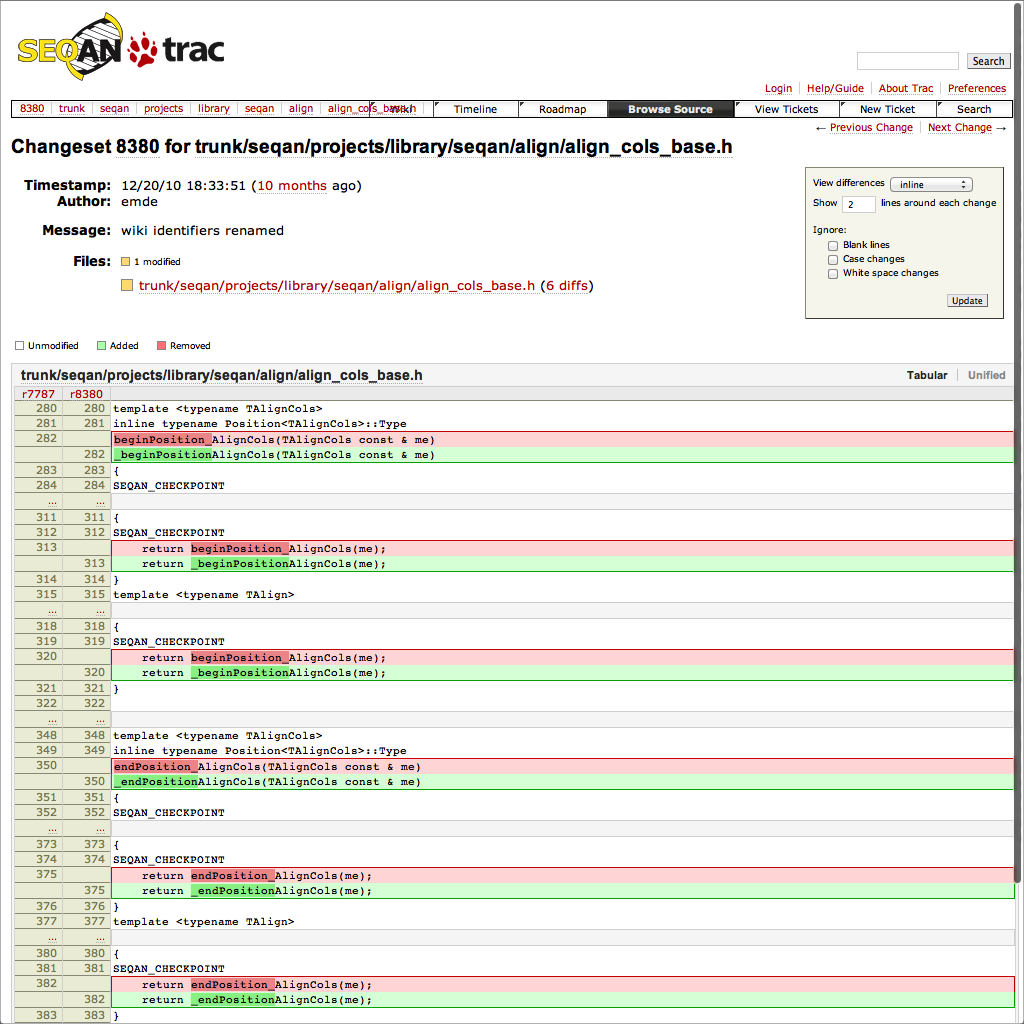 SEQAN trac
Search
Login Help/Guide About Trac Preferences
8380 trunk seqan projects library seqan align align_cols_base.h Wiki Timeline Roadmap Browse Source View Tickets New Ticket Search
← Previous Change Next Change →
Changeset 8380 for trunk/seqan/projects/library/seqan/align/align_cols_base.h
Timestamp: 12/20/10 18:33:51 (10 months ago)
Author: emde
Message: wiki identifiers renamed
Files: 1 modified
trunk/seqan/projects/library/seqan/align/align_cols_base.h (6 diffs)
View differences inline
Show 2 lines around each change
Ignore:
Blank lines
Case changes
White space changes
Update
Unmodified Added Removed
trunk/seqan/projects/library/seqan/align/align_cols_base.h Tabular Unified
r7787 r8380
280 280 template <typename TAlignCols>
281 281 inline typename Position<TAlignCols>::Type
282 beginPosition_AlignCols(TAlignCols const & me)
282 _beginPositionAlignCols(TAlignCols const & me)
283 283 {
284 284 SEQAN_CHECKPOINT
… …
311 311 {
312 312 SEQAN_CHECKPOINT
313 return beginPosition_AlignCols(me);
313 return _beginPositionAlignCols(me);
314 314 }
315 315 template <typename TAlign>
… …
318 318 {
319 319 SEQAN_CHECKPOINT
320 return beginPosition_AlignCols(me);
320 return _beginPositionAlignCols(me);
321 321 }
322 322
… …
348 348 template <typename TAlignCols>
349 349 inline typename Position<TAlignCols>::Type
350 endPosition_AlignCols(TAlignCols const & me)
350 _endPositionAlignCols(TAlignCols const & me)
351 351 {
352 352 SEQAN_CHECKPOINT
… …
373 373 {
374 374 SEQAN_CHECKPOINT
375 return endPosition_AlignCols(me);
375 return _endPositionAlignCols(me);
376 376 }
377 377 template <typename TAlign>
… …
380 380 {
381 381 SEQAN_CHECKPOINT
382 return endPosition_AlignCols(me);
382 return _endPositionAlignCols(me);
383 383 }